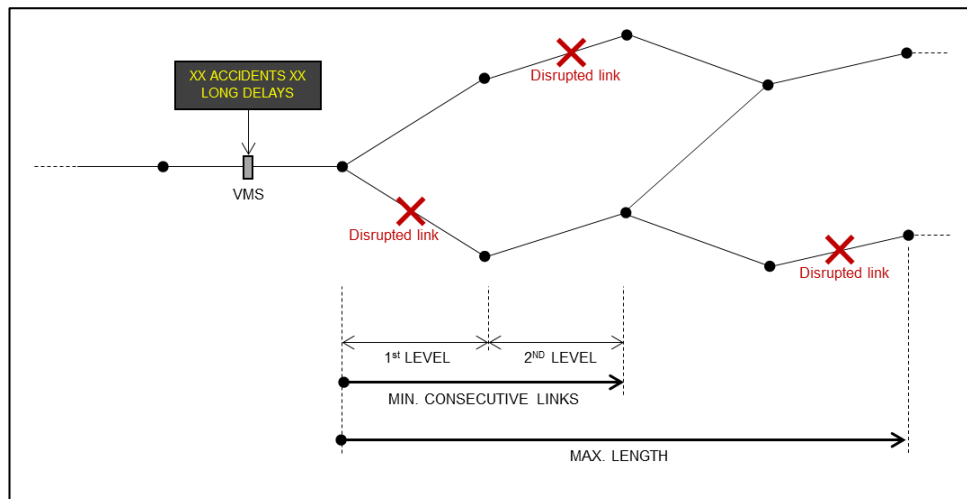 Disrupted link
XX ACCIDENTS XX
LONG DELAYS
VMS
Disrupted link
Disrupted link
1st LEVEL
2ND LEVEL
MIN. CONSECUTIVE LINKS
MAX. LENGTH